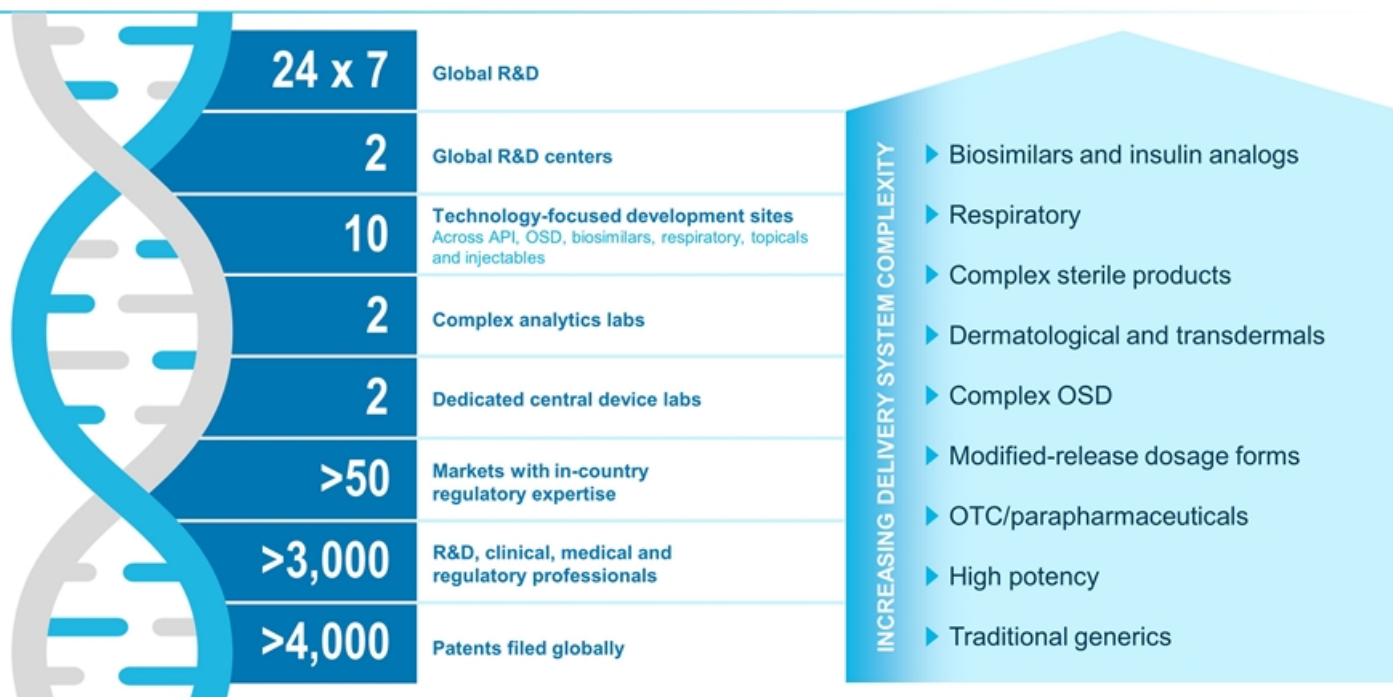 24 x 7
Global R&D
2
Global R&D centers
10
Technology-focused development sites
Across API, OSD, biosimilars, respiratory, topicals
and injectables
2
Complex analytics labs
2
Dedicated central device labs
>50
Markets with in-country
regulatory expertise
>3,000
R&D, clinical, medical and
regulatory professionals
>4,000
Patents filed globally
INCREASING DELIVERY SYSTEM COMPLEXITY
Biosimilars and insulin analogs
Respiratory
Complex sterile products
Dermatological and transdermals
Complex OSD
Modified-release dosage forms
OTC/parapharmaceuticals
High potency
Traditional generics